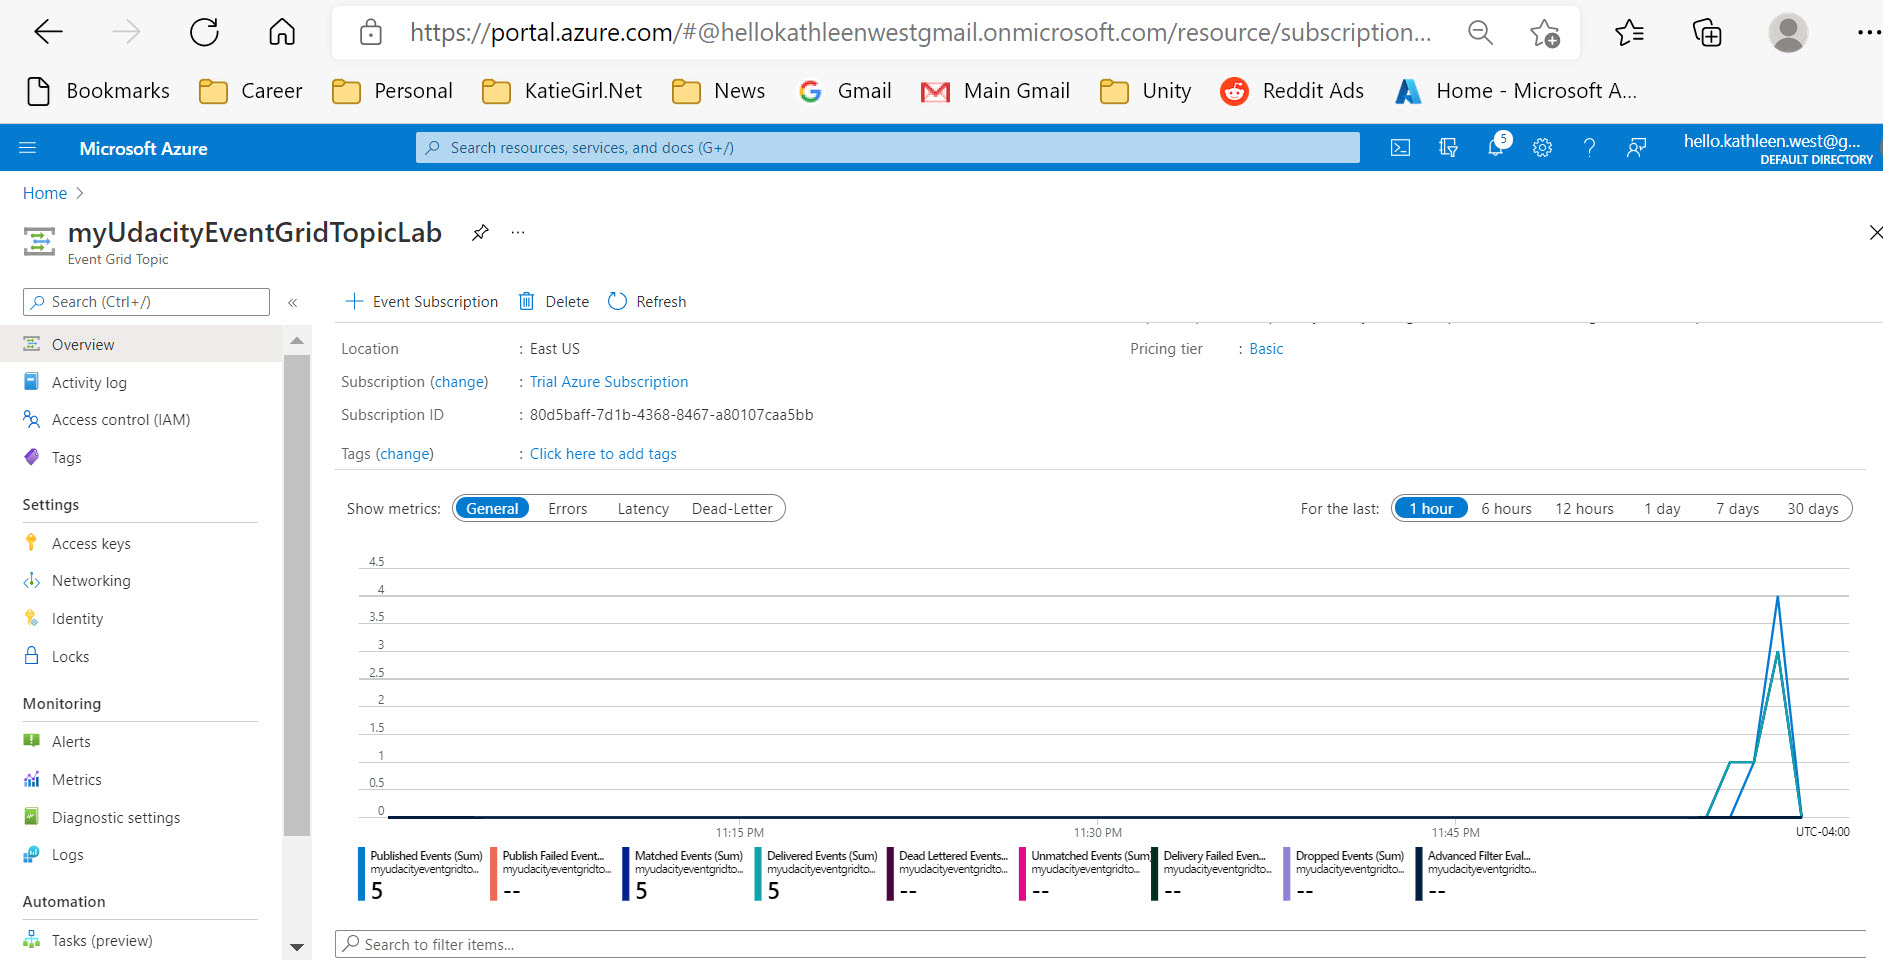 https://portal.azure.com/#@hellokathleenwestgmail.onmicrosoft.com/resource/subscription...
Bookmarks Career Personal KatieGirl.Net News Gmail Main Gmail Unity Reddit Ads Home - Microsoft A...
Microsoft Azure Search resources, services, and docs (G+/) 5 hello.kathleen.west@g...
DEFAULT DIRECTORY
Home >
myUdacityEventGridTopicLab ...
Event Grid Topic
Search (Ctrl+/) « Event Subscription Delete Refresh
Overview
Activity log
Access control (IAM)
Tags
Settings
Access keys
Networking
Identity
Locks
Monitoring
Alerts
Metrics
Diagnostic settings
Logs
Automation
Tasks (preview)
Location : East US Pricing tier : Basic
Subscription (change) : Trial Azure Subscription
Subscription ID : 80d5baff-7d1b-4368-8467-a80107caa5bb
Tags (change) : Click here to add tags
Show metrics: General Errors Latency Dead-Letter For the last: 1 hour 6 hours 12 hours 1 day 7 days 30 days
4.5
4
3.5
3
2.5
2
1.5
1
0.5
0
11:15 PM 11:30 PM 11:45 PM UTC-04:00
Published Events (Sum) Publish Failed Event... Matched Events (Sum) Delivered Events (Sum) Dead Lettered Events... Unmatched Events (Sum) Delivery Failed Even... Dropped Events (Sum) Advanced Filter Eval...
myudacityeventgridto... myudacityeventgridto... myudacityeventgridto... myudacityeventgridto... myudacityeventgridto... myudacityeventgridto... myudacityeventgridto... myudacityeventgridto... myudacityeventgridto...
5 -- 5 5 -- -- -- -- --
Search to filter items...